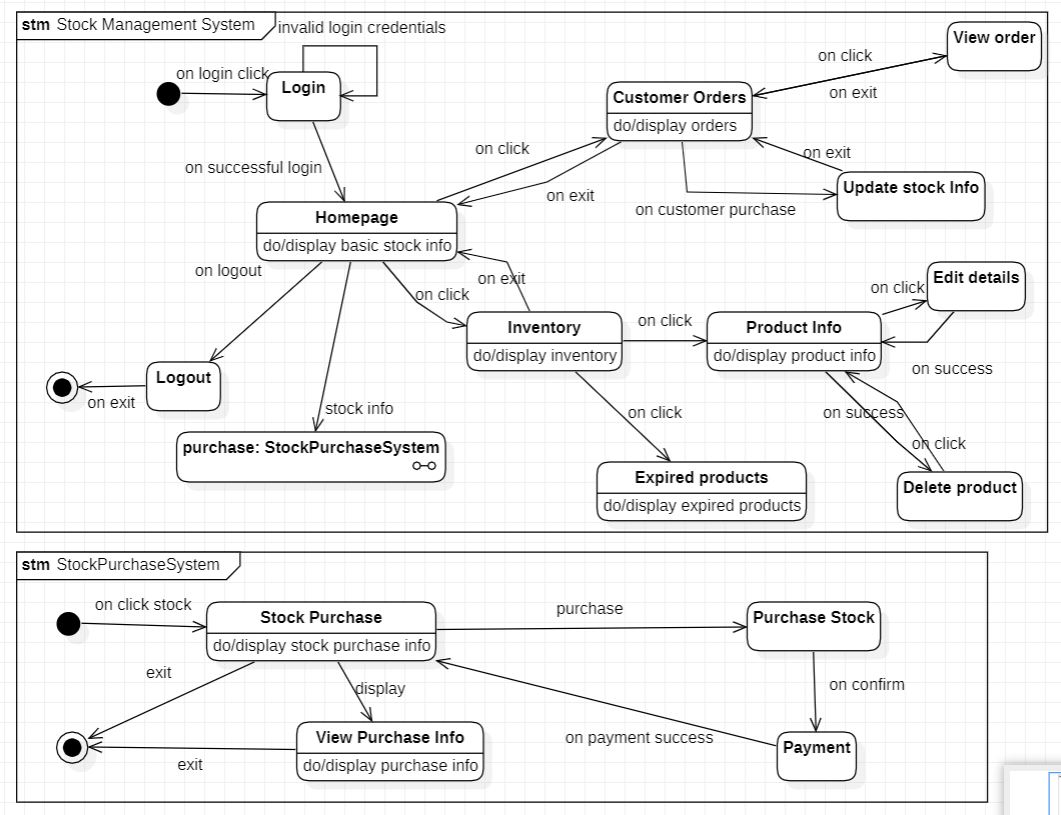 stm Stock Management System
invalid login credentials
on login click
Login
on click
View order
on exit
Customer Orders
do/display orders
on click
on exit
on successful login
on exit
Update stock Info
on customer purchase
Homepage
do/display basic stock info
on logout
on exit
on click
Edit details
on click
on click
Inventory
do/display inventory
Product Info
do/display product info
on success
Logout
on exit
stock info
on click
on success
on click
purchase: StockPurchaseSystem
Expired products
do/display expired products
Delete product
stm StockPurchaseSystem
on click stock
Stock Purchase
do/display stock purchase info
purchase
Purchase Stock
exit
display
on confirm
View Purchase Info
do/display purchase info
on payment success
Payment
exit